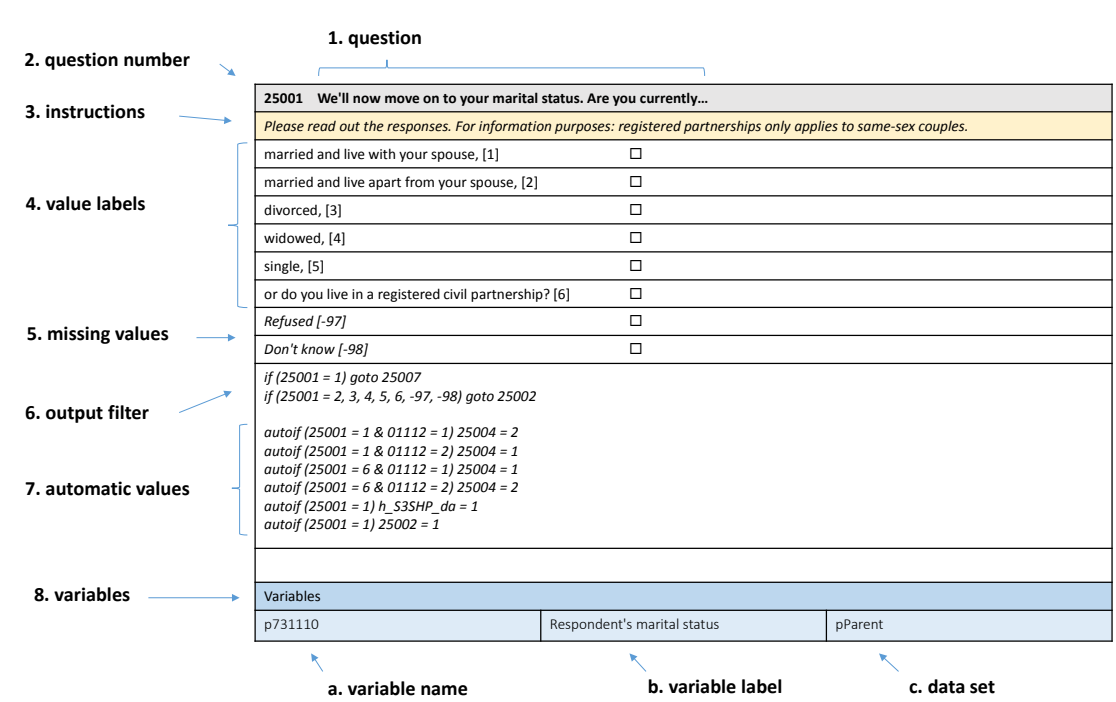 1. question
2. question number
25001 We'll now move on to your marital status. Are you currently…
3. instructions
Please read out the responses. For information purposes: registered partnerships only applies to same-sex couples.
married and live with your spouse, [1]
married and live apart from your spouse, [2]
4. value labels
divorced, [3]
widowed, [4]
single, [5]
or do you live in a registered civil partnership? [6]
5. missing values
Refused [-97]
Don't know [-98]
6. output filter
if (25001 = 1) goto 25007
if (25001 = 2, 3, 4, 5, 6, -97, -98) goto 25002
7. automatic values
autoif (25001 = 1 & 01112 = 1) 25004 = 2
autoif (25001 = 1 & 01112 = 2) 25004 = 1
autoif (25001 = 6 & 01112 = 1) 25004 = 1
autoif (25001 = 6 & 01112 = 2) 25004 = 2
autoif (25001 = 1) h_S3SHP_da = 1
autoif (25001 = 1) 25002 = 1
8. variables
Variables
p731110 Respondent's marital status pParent
a. variable name b. variable label c. data set